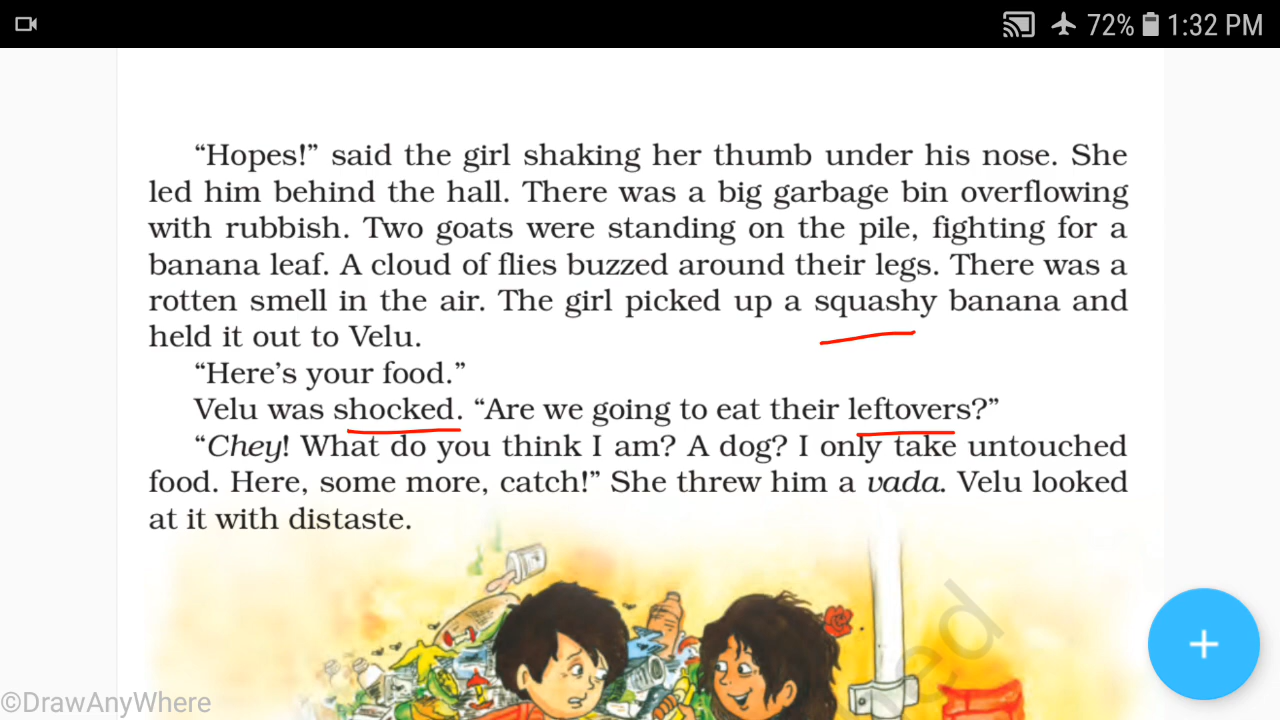 72% 1:32 PM
“Hopes!” said the girl shaking her thumb under his nose. She
led him behind the hall. There was a big garbage bin overflowing
with rubbish. Two goats were standing on the pile, fighting for a
banana leaf. A cloud of flies buzzed around their legs. There was a
rotten smell in the air. The girl picked up a squashy banana and
held it out to Velu.
“Here’s your food.”
Velu was shocked. “Are we going to eat their leftovers?”
“Chey! What do you think I am? A dog? I only take untouched
food. Here, some more, catch!” She threw him a vada. Velu looked
at it with distaste.
©DrawAnyWhere